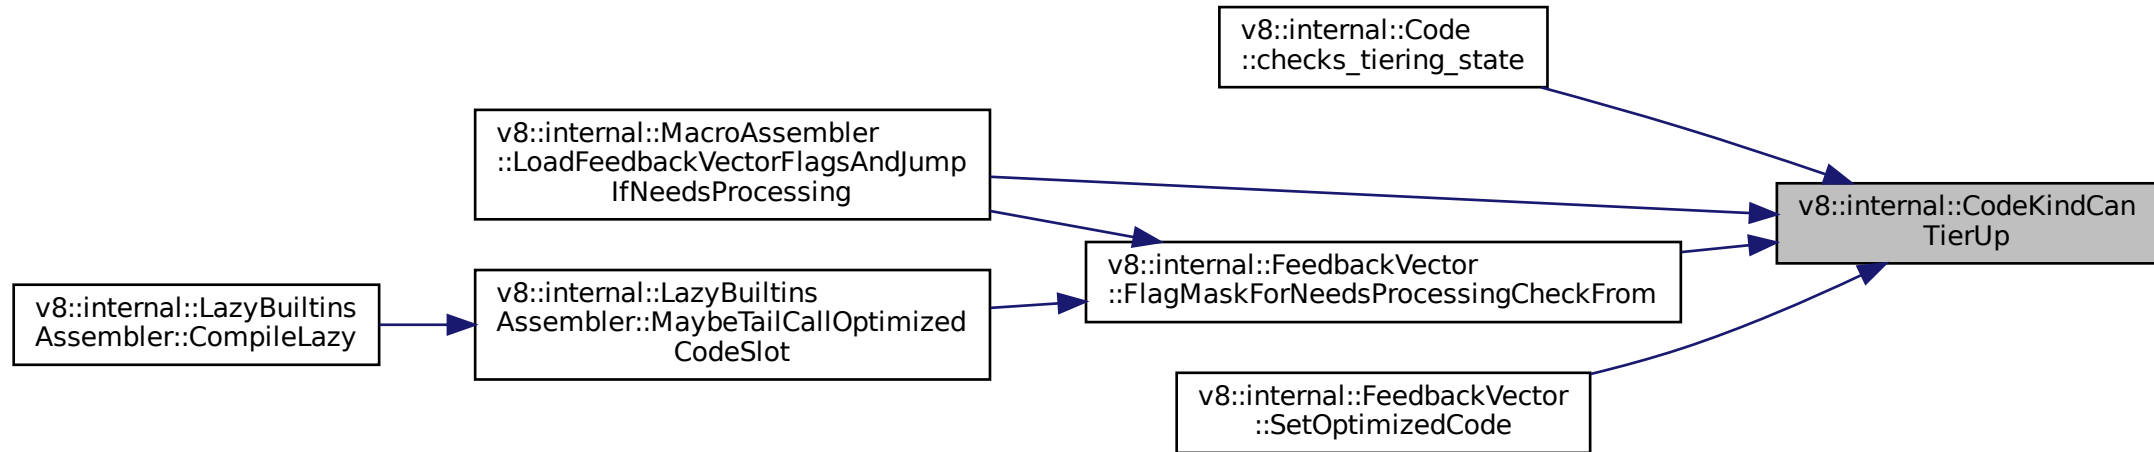 v8::internal::Code
::checks_tiering_state
v8::internal::MacroAssembler
::LoadFeedbackVectorFlagsAndJump
IfNeedsProcessing
v8::internal::CodeKindCan
TierUp
v8::internal::FeedbackVector
::FlagMaskForNeedsProcessingCheckFrom
v8::internal::LazyBuiltins
Assembler::MaybeTailCallOptimized
CodeSlot
v8::internal::LazyBuiltins
Assembler::CompileLazy
v8::internal::FeedbackVector
::SetOptimizedCode